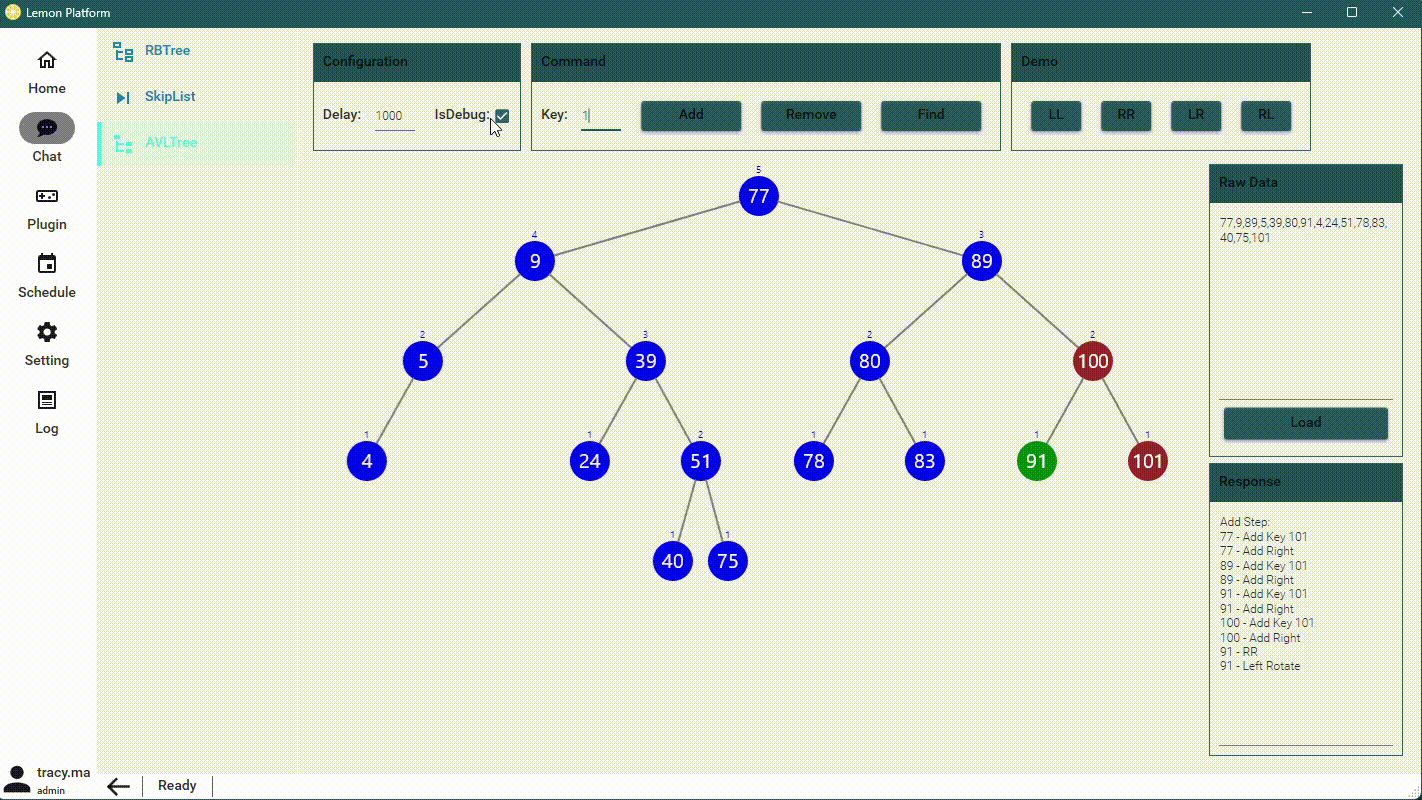 Lemon Platform
Home
Chat
Plugin
Schedule
Setting
Log
tracy.ma
admin
RBTree
SkipList
AVLTree
Configuration
Delay: 1000 IsDebug:
Command
Key: 1 Add Remove Find
Demo
LL RR LR RL
5
77
4 3
9 89
2 3 2 2
5 39 80 100
1 1 2 1 1 1 1
4 24 51 78 83 91 101
1 1
40 75
Raw Data
77,9,89,5,39,80,91,4,24,51,78,83,
40,75,101
Load
Response
Add Step:
77 - Add Key 101
77 - Add Right
89 - Add Key 101
89 - Add Right
91 - Add Key 101
91 - Add Right
100 - Add Key 101
100 - Add Right
91 - RR
91 - Left Rotate
Ready